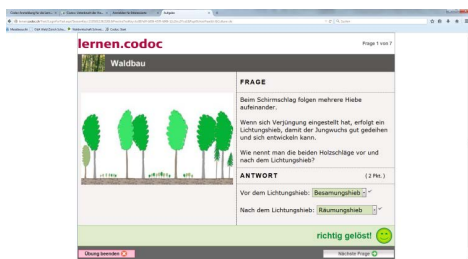 lernen.codoc
Frage 1 von 7
Waldbau
FRAGE
Beim Schirmschlag folgen mehrere Hiebe
aufeinander.
Wenn sich Verjüngung eingestellt hat, erfolgt ein
Lichtungshieb, damit der Jungwuchs gut gedeihen
und sich entwickeln kann.
Wie nennt man die beiden Holzschläge vor und
nach dem Lichtungshieb?
ANTWORT (2 Pkt.)
Vor dem Lichtungshieb: Besamungshieb
Nach dem Lichtungshieb: Räumungshieb
richtig gelöst!
Übung beenden
Nächste Frage